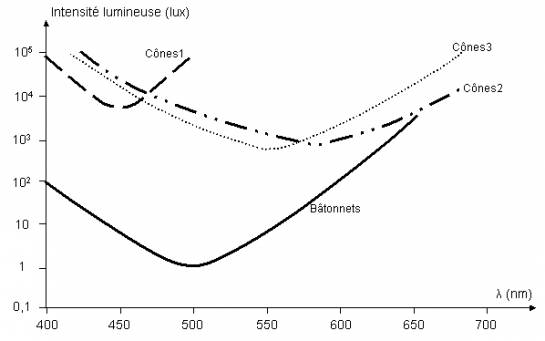 Intensité lumineuse (lux)
Cônes1
Cônes3
Cônes2
Bâtonnets
10⁵
10⁴
10³
10²
10
1
0,1
λ (nm)
400 450 500 550 600 650 700